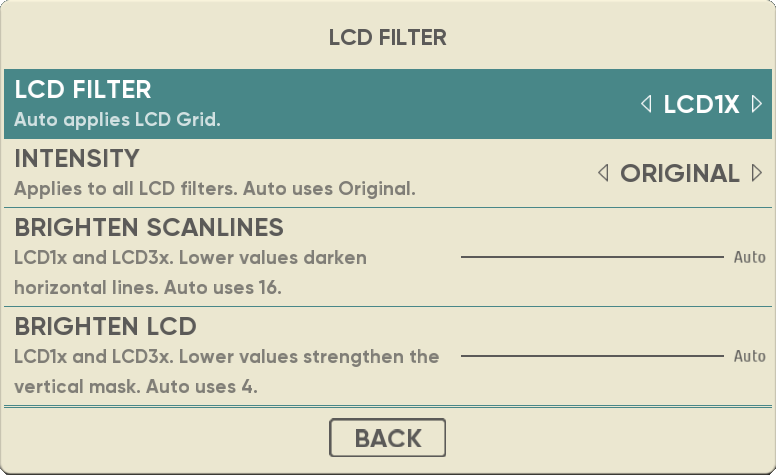 LCD FILTER
LCD FILTER
Auto applies LCD Grid.
LCD1X
INTENSITY
Applies to all LCD filters. Auto uses Original.
ORIGINAL
BRIGHTEN SCANLINES
LCD1x and LCD3x. Lower values darken
horizontal lines. Auto uses 16.
Auto
BRIGHTEN LCD
LCD1x and LCD3x. Lower values strengthen the
vertical mask. Auto uses 4.
Auto
BACK